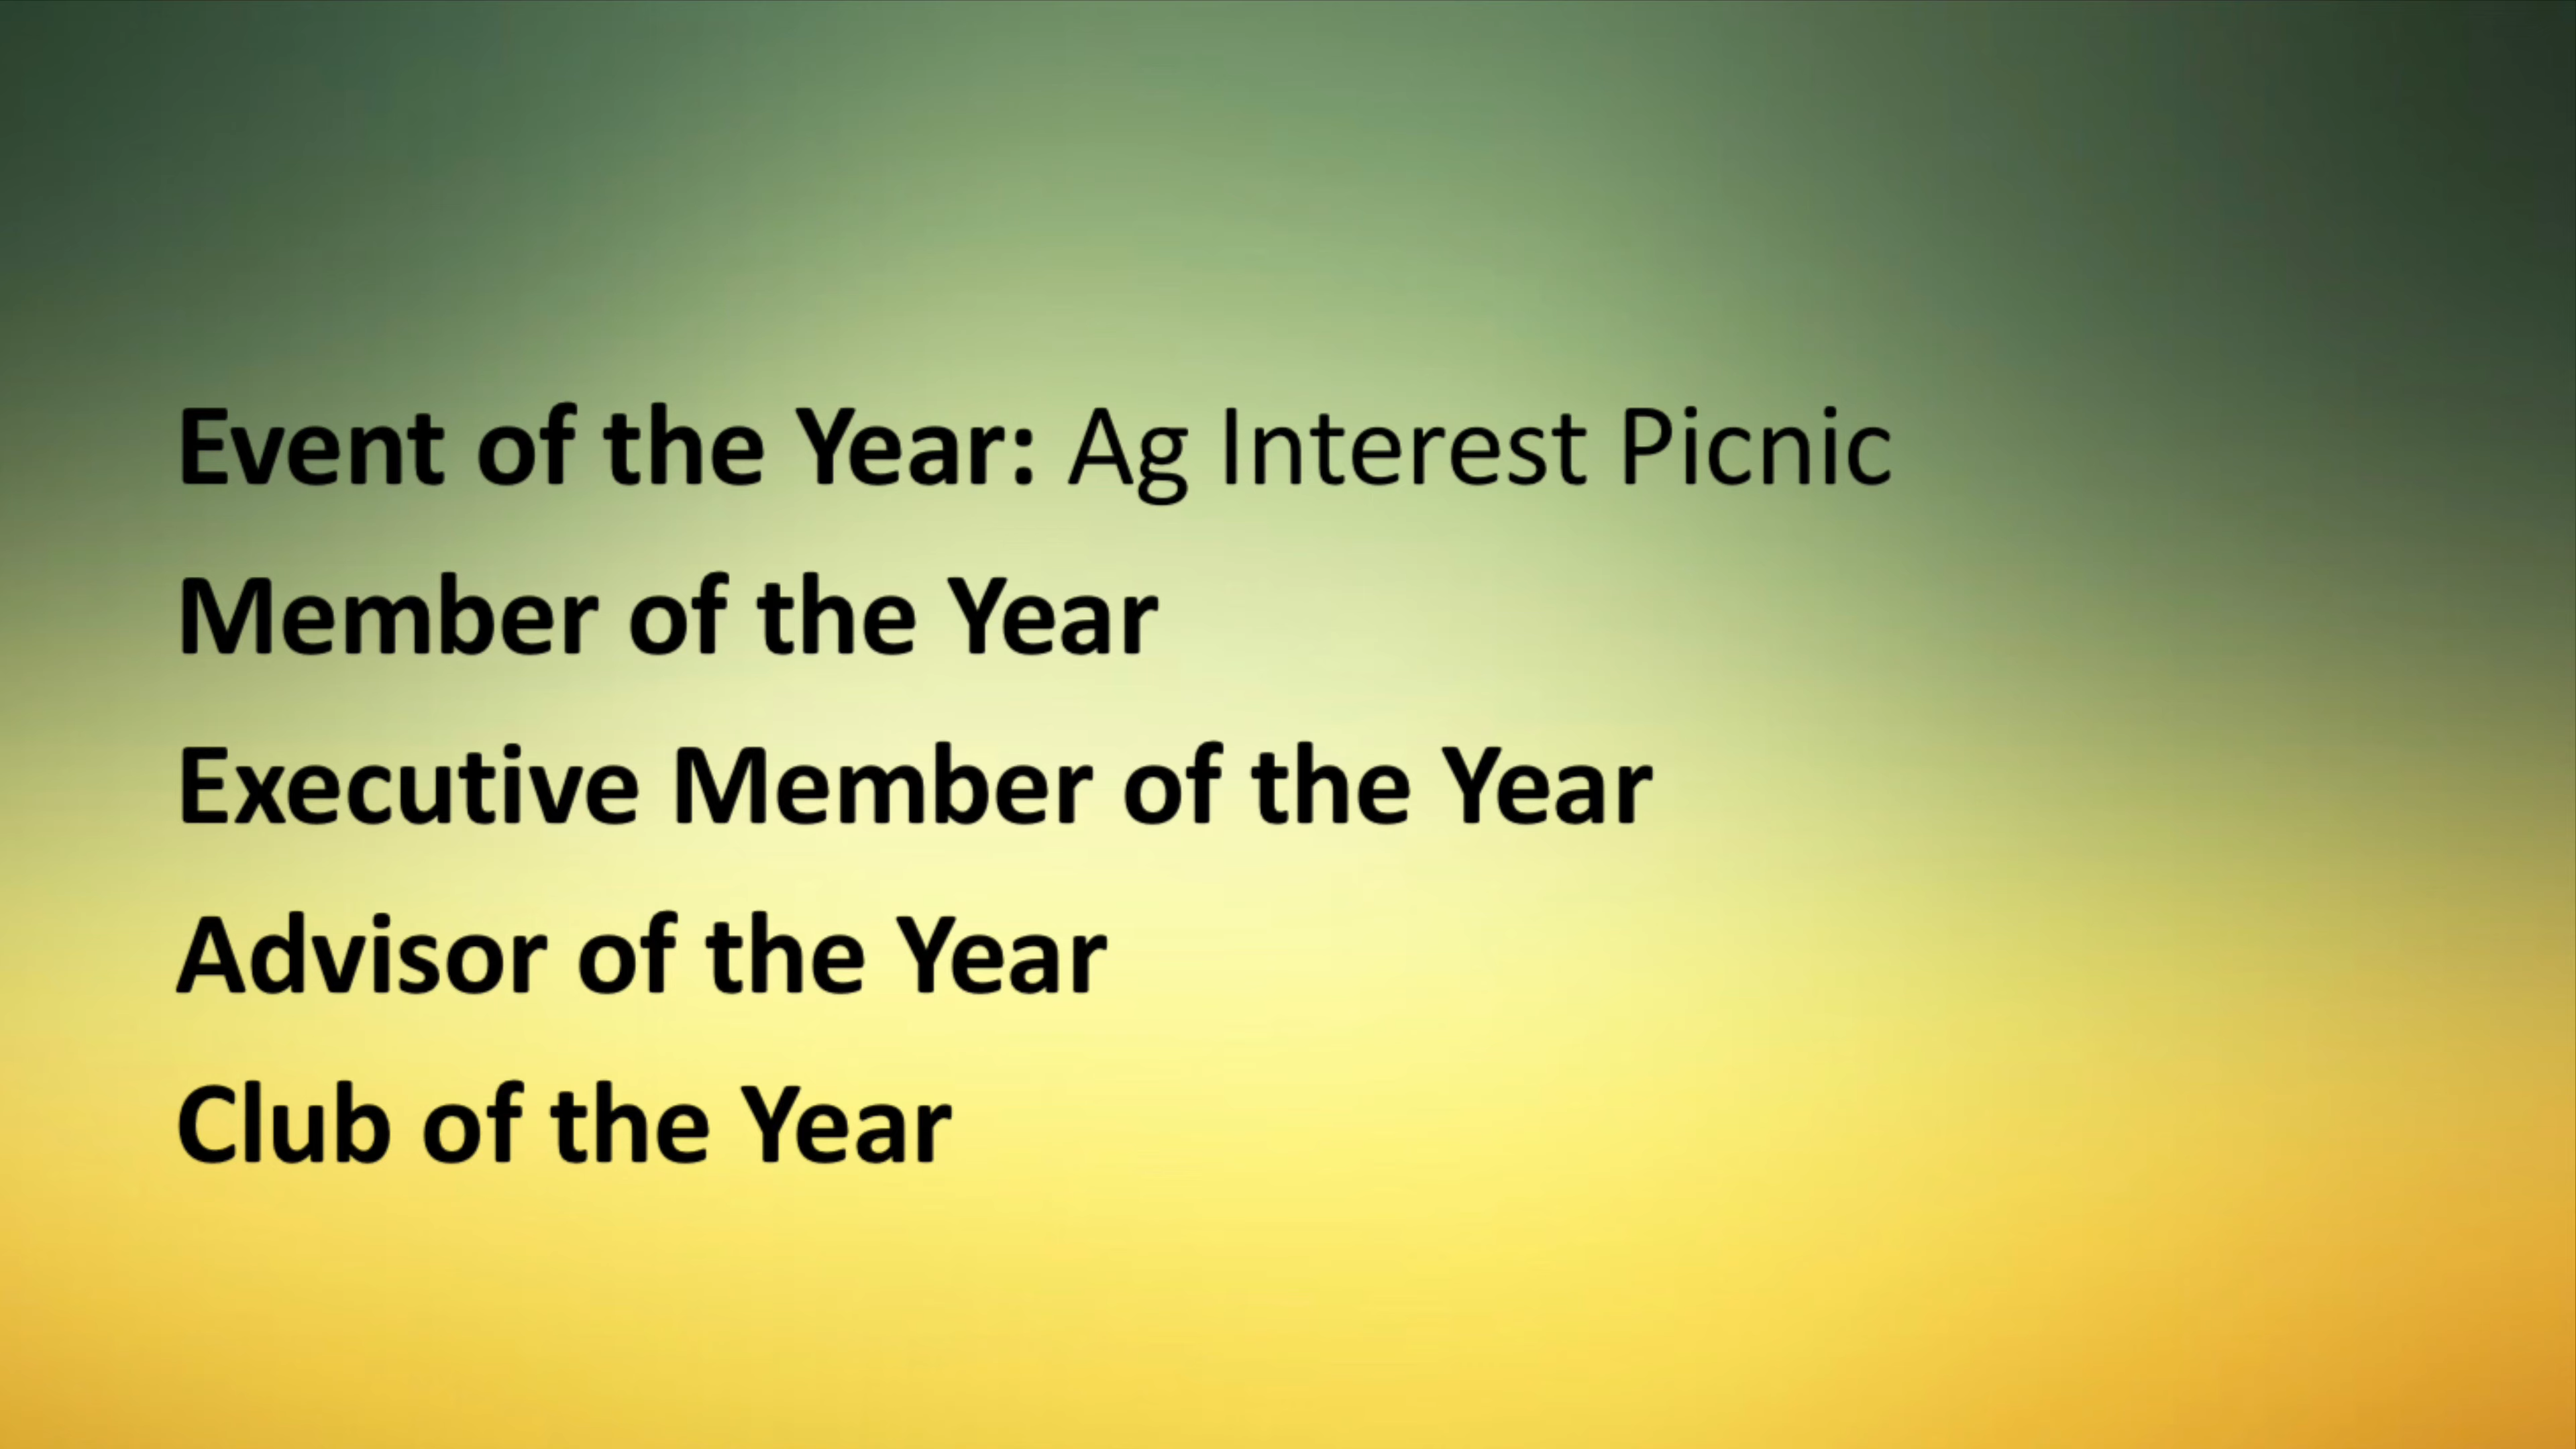 Event of the Year: Ag Interest Picnic
Member of the Year
Executive Member of the Year
Advisor of the Year
Club of the Year